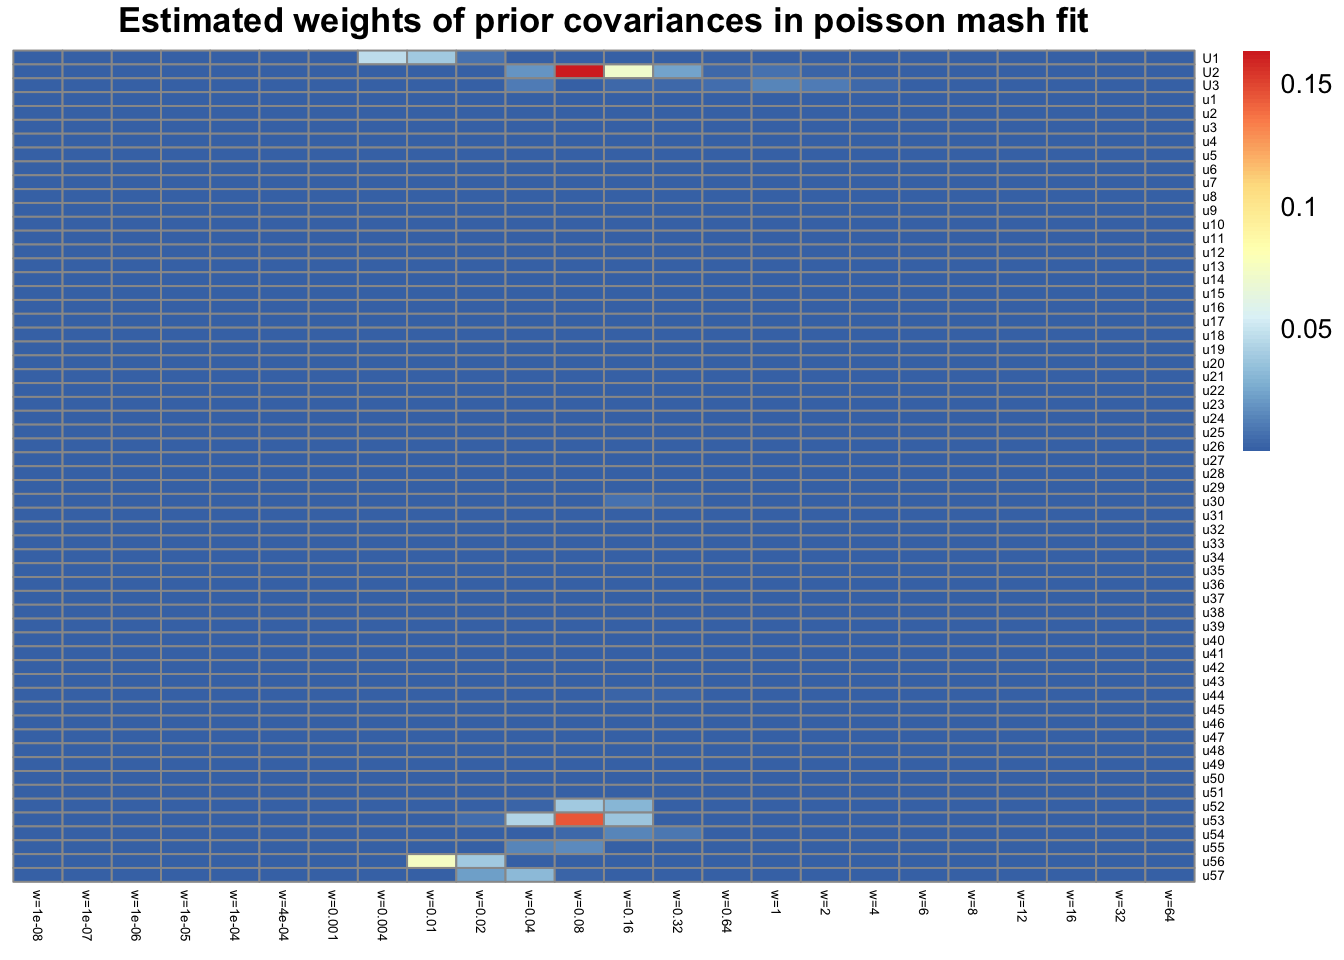 Estimated weights of prior covariances in poisson mash fit
U1
U2
U3
u1
u2
u3
u4
u5
u6
u7
u8
u9
u10
u11
u12
u13
u14
u15
u16
u17
u18
u19
u20
u21
u22
u23
u24
u25
u26
u27
u28
u29
u30
u31
u32
u33
u34
u35
u36
u37
u38
u39
u40
u41
u42
u43
u44
u45
u46
u47
u48
u49
u50
u51
u52
u53
u54
u55
u56
u57
0.15
0.1
0.05
w=1e-08
w=1e-07
w=1e-06
w=1e-05
w=1e-04
w=4e-04
w=0.001
w=0.004
w=0.01
w=0.02
w=0.04
w=0.08
w=0.16
w=0.32
w=0.64
w=1
w=2
w=4
w=6
w=8
w=12
w=16
w=32
w=64